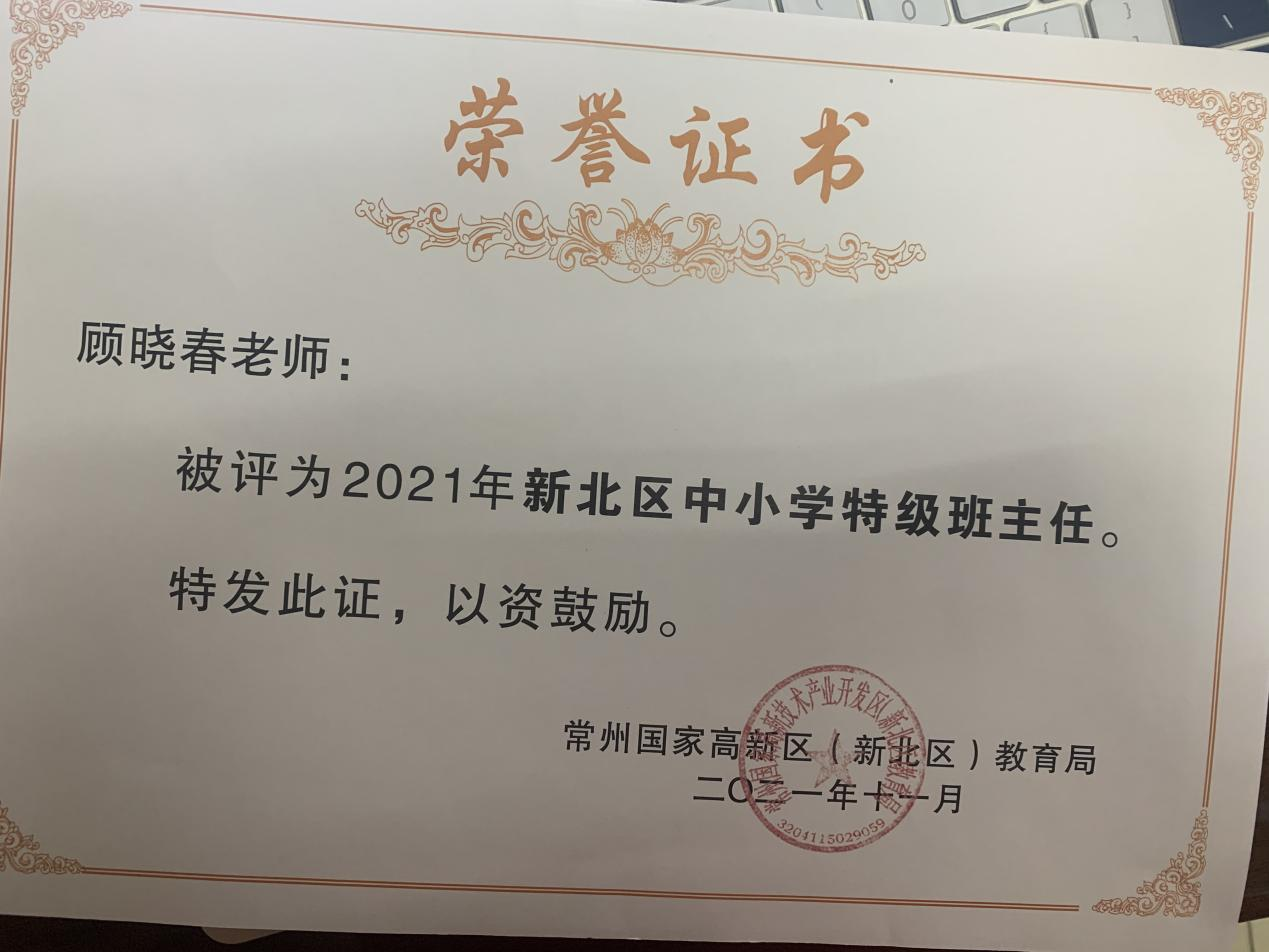 荣誉证书
顾晓春老师:
被评为2021年新北区中小学特级班主任。
特发此证，以资鼓励。
常州国家高新区（新北区）教育局
二〇二一年十一月
3204115029059